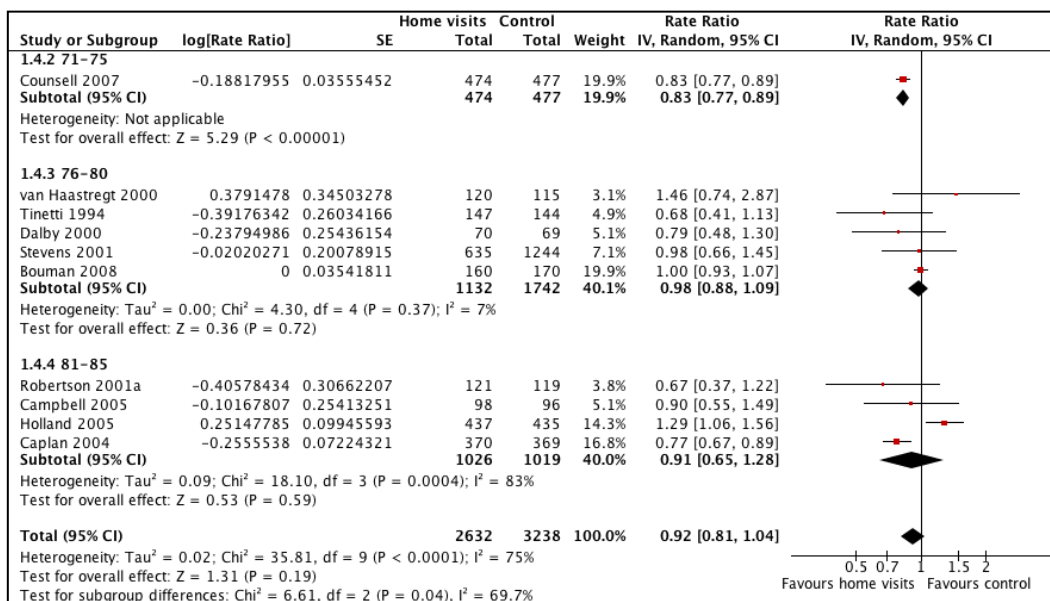 Home visits Control Rate Ratio Rate Ratio
Study or Subgroup log[Rate Ratio] SE Total Total Weight IV, Random, 95% CI IV, Random, 95% CI
1.4.2 71-75
Counsell 2007 -0.18817955 0.03555452 474 477 19.9% 0.83 [0.77, 0.89]
Subtotal (95% CI) 474 477 19.9% 0.83 [0.77, 0.89]
Heterogeneity: Not applicable
Test for overall effect: Z = 5.29 (P < 0.00001)
1.4.3 76-80
van Haastregt 2000 0.3791478 0.34503278 120 115 3.1% 1.46 [0.74, 2.87]
Tinetti 1994 -0.39176342 0.26034166 147 144 4.9% 0.68 [0.41, 1.13]
Dalby 2000 -0.23794986 0.25436154 70 69 5.1% 0.79 [0.48, 1.30]
Stevens 2001 -0.02020271 0.20078915 635 1244 7.1% 0.98 [0.66, 1.45]
Bouman 2008 0 0.03541811 160 170 19.9% 1.00 [0.93, 1.07]
Subtotal (95% CI) 1132 1742 40.1% 0.98 [0.88, 1.09]
Heterogeneity: Tau² = 0.00; Chi² = 4.30, df = 4 (P = 0.37); I² = 7%
Test for overall effect: Z = 0.36 (P = 0.72)
1.4.4 81-85
Robertson 2001a -0.40578434 0.30662207 121 119 3.8% 0.67 [0.37, 1.22]
Campbell 2005 -0.10167807 0.25413251 98 96 5.1% 0.90 [0.55, 1.49]
Holland 2005 0.25147785 0.09945593 437 435 14.3% 1.29 [1.06, 1.56]
Caplan 2004 -0.2555538 0.07224321 370 369 16.8% 0.77 [0.67, 0.89]
Subtotal (95% CI) 1026 1019 40.0% 0.91 [0.65, 1.28]
Heterogeneity: Tau² = 0.09; Chi² = 18.10, df = 3 (P = 0.0004); I² = 83%
Test for overall effect: Z = 0.53 (P = 0.59)
Total (95% CI) 2632 3238 100.0% 0.92 [0.81, 1.04]
Heterogeneity: Tau² = 0.02; Chi² = 35.81, df = 9 (P < 0.0001); I² = 75%
Test for overall effect: Z = 1.31 (P = 0.19)
Test for subgroup differences: Chi² = 6.61, df = 2 (P = 0.04), I² = 69.7%
0.5 0.7 1 1.5 2
Favours home visits Favours control